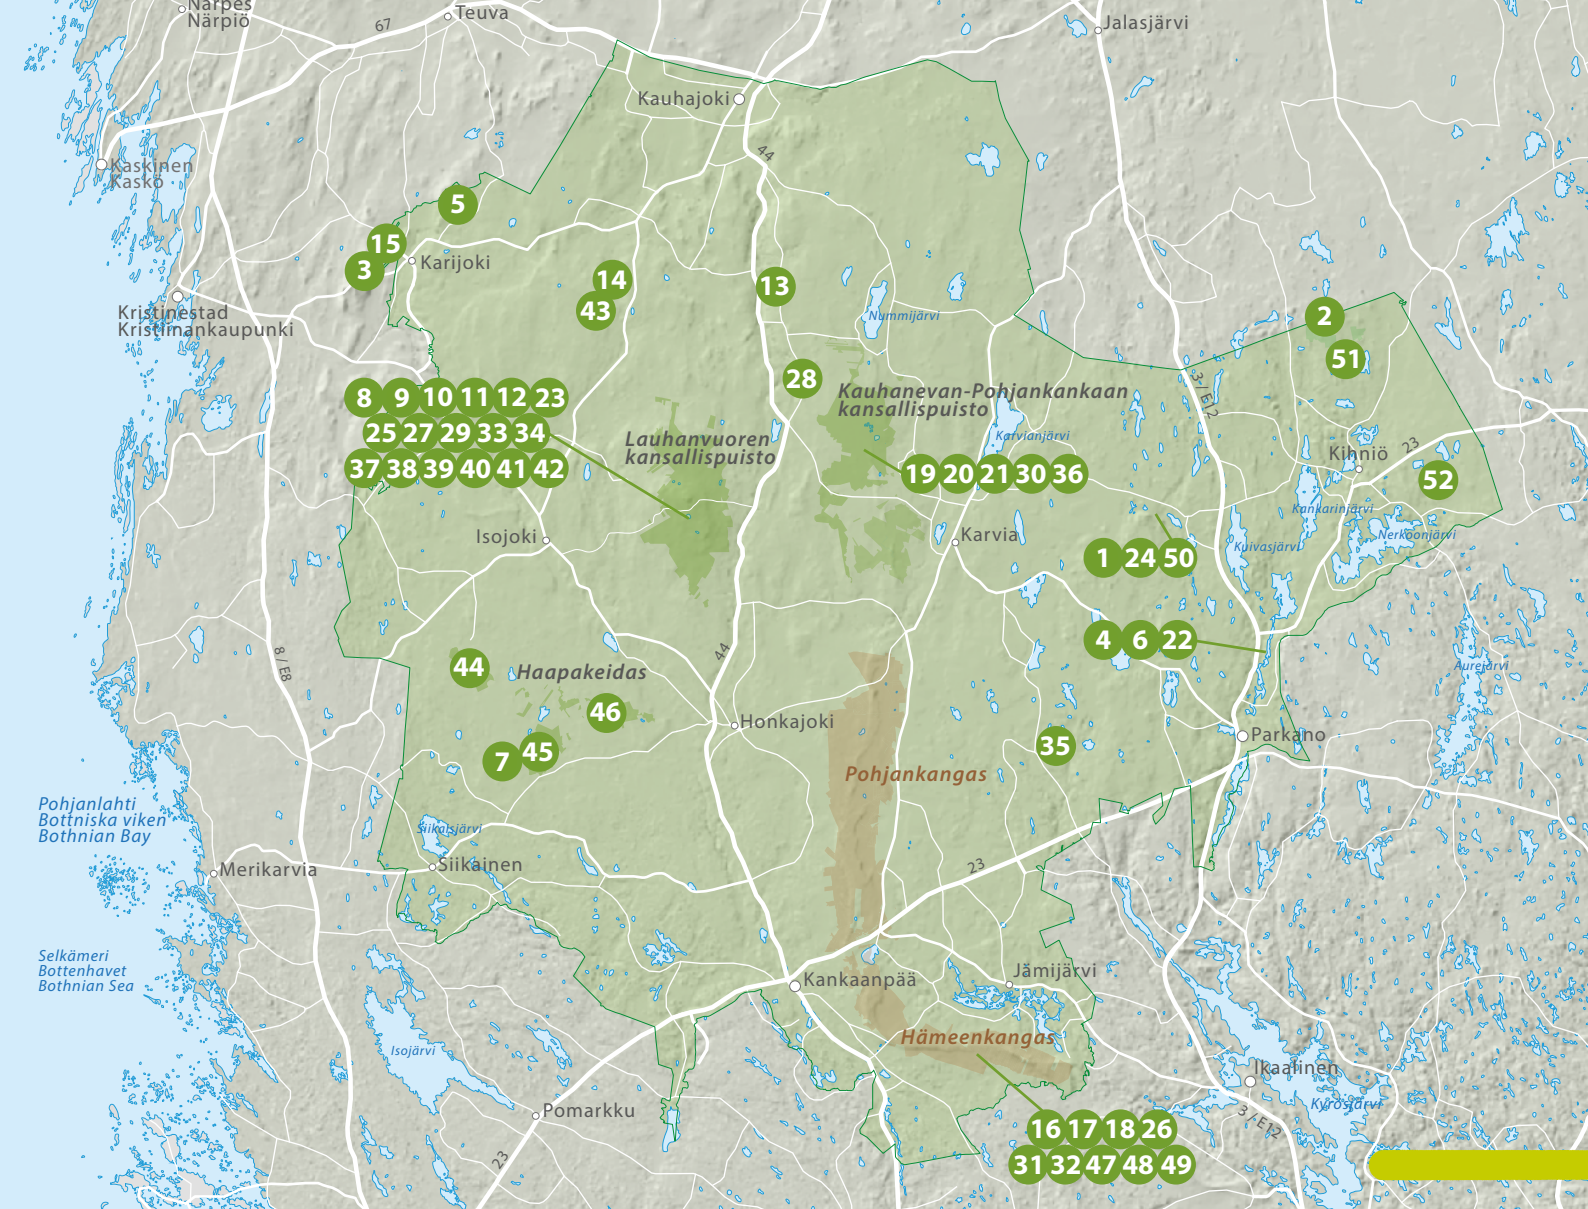 Närpes
Närpiö
67
Teuva
Jalasjärvi
Kauhajoki
44
Kaskinen
Kaskö
5
15
3
Karijoki
14
43
13
Nummijärvi
Kristinestad
Kristiinankaupunki
2
51
28
Kauhanevan-Pohjankankaan
kansallispuisto
3 / E12
8 9 10 11 12 23
25 27 29 33 34
37 38 39 40 41 42
Lauhanvuoren
kansallispuisto
Karvianjärvi
23
Kihniö
19 20 21 30 36
52
Kankarinjärvi
Isojoki
Karvia
Nerkoonjärvi
Kuivasjärvi
1 24 50
4 6 22
8 / E8
44
44
Haapakeidas
Aurejärvi
46
Honkajoki
Parkano
7
45
35
Pohjankangas
Pohjanlahti
Bottniska viken
Bothnian Bay
Siikaisjärvi
Siikainen
Merikarvia
23
Selkämeri
Bottenhavet
Bothnian Sea
Kankaanpää
Jämijärvi
Hämeenkangas
Isojärvi
Ikaalinen
Kyrösjärvi
Pomarkku
3 / E12
16 17 18 26
31 32 47 48 49
23